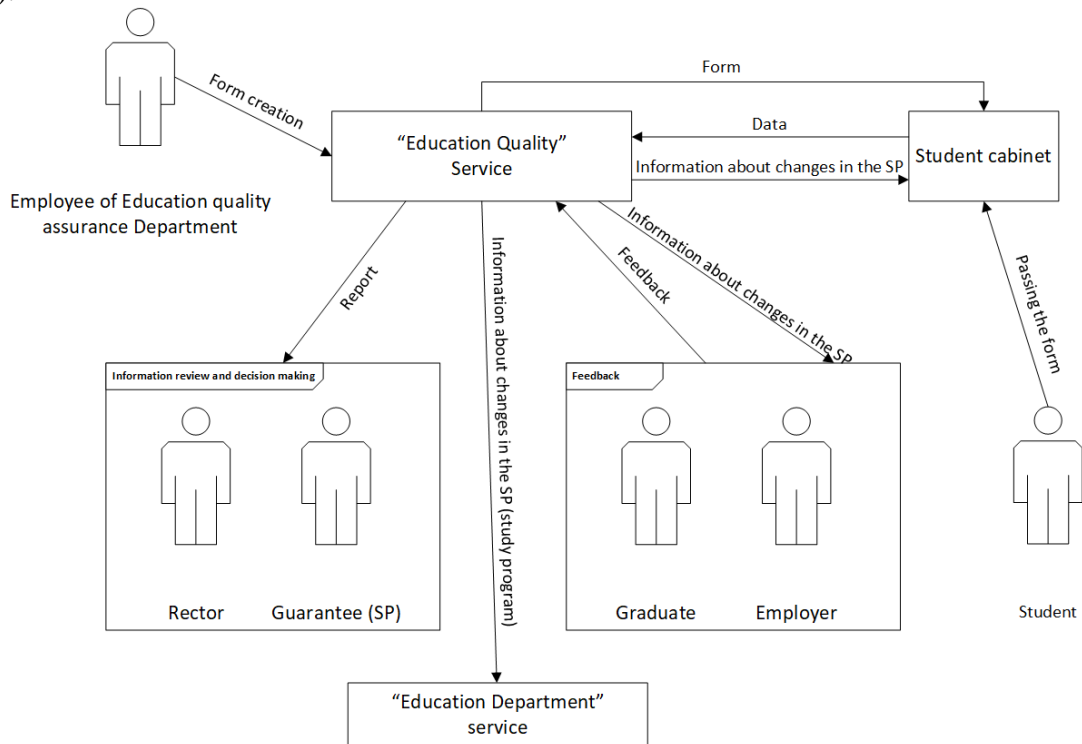 ).
Form creation
Form
Data
“Education Quality”
Service
Student cabinet
Information about changes in the SP
Employee of Education quality
assurance Department
Report
Information about changes in the SP (study program)
Feedback
Information about changes in the SP
Passing the form
Information review and decision making
Feedback
Rector
Guarantee (SP)
Graduate
Employer
Student
“Education Department”
service